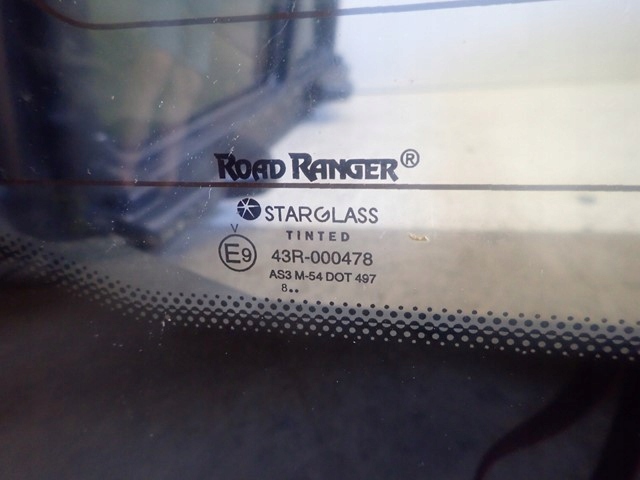 ROAD RANGER®
STARGLASS
TINTED
V
E9 43R-000478
AS3 M-54 DOT 497
8..